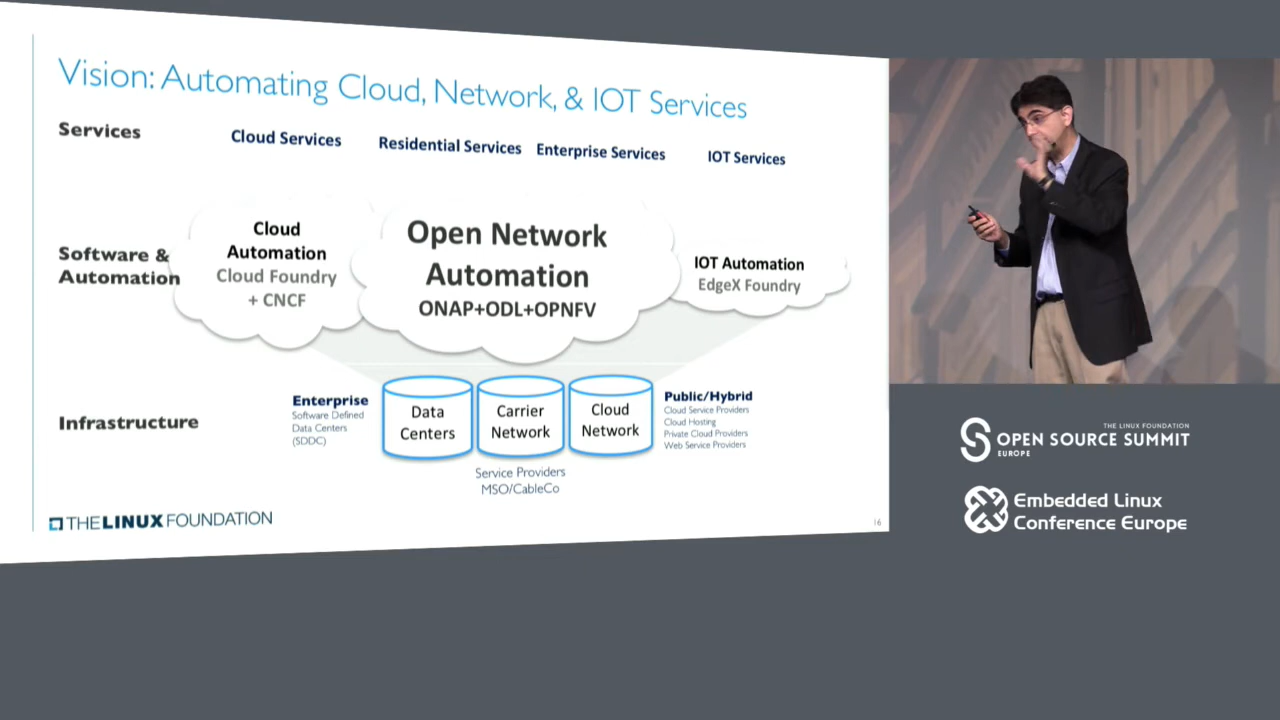 Vision: Automating Cloud, Network, & IOT Services
Services
Cloud Services
Residential Services
Enterprise Services
IOT Services
Software &
Automation
Cloud
Automation
Cloud Foundry
+ CNCF
Open Network
Automation
ONAP+ODL+OPNFV
IOT Automation
EdgeX Foundry
Infrastructure
Enterprise
Software Defined
Data Centers
(SDDC)
Data
Centers
Carrier
Network
Cloud
Network
Public/Hybrid
Cloud Service Providers
Cloud Hosting
Private Cloud Providers
Web Service Providers
Service Providers
MSO/CableCo
THE LINUX FOUNDATION
16
THE LINUX FOUNDATION
OPEN SOURCE SUMMIT
EUROPE
Embedded Linux
Conference Europe